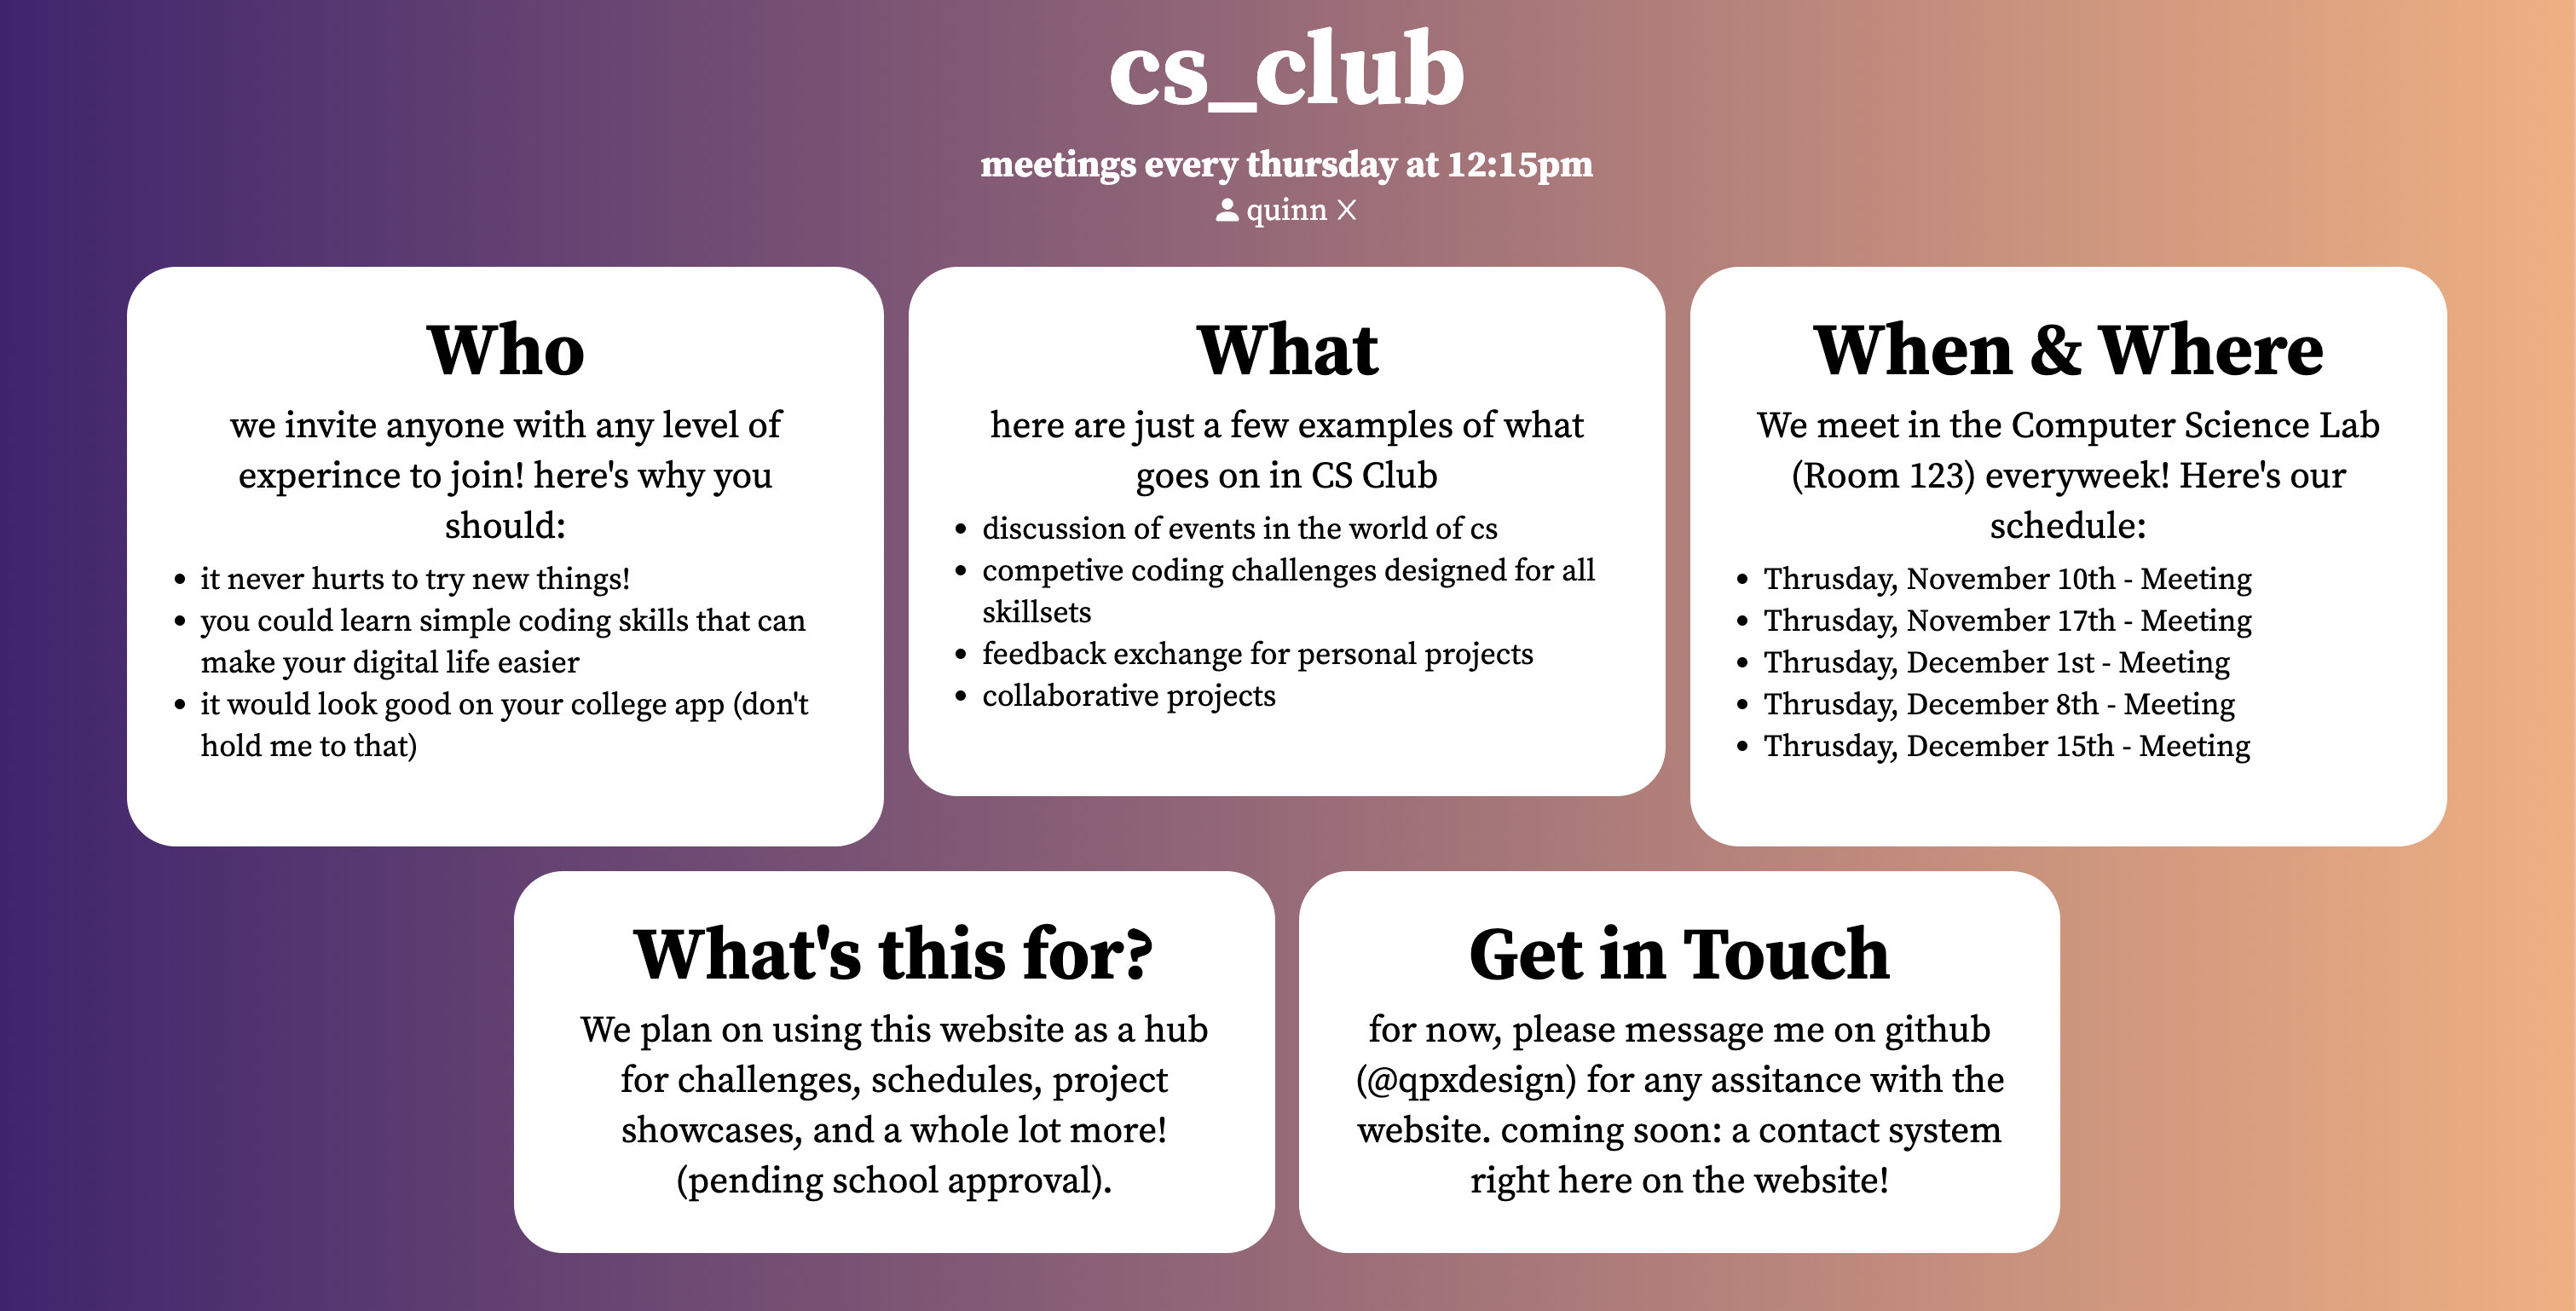 cs_club
meetings every thursday at 12:15pm
quinn X
Who
we invite anyone with any level of
experince to join! here's why you
should:
• it never hurts to try new things!
• you could learn simple coding skills that can
make your digital life easier
• it would look good on your college app (don't
hold me to that)
What
here are just a few examples of what
goes on in CS Club
• discussion of events in the world of cs
• competive coding challenges designed for all
skillsets
• feedback exchange for personal projects
• collaborative projects
When & Where
We meet in the Computer Science Lab
(Room 123) everyweek! Here's our
schedule:
• Thrusday, November 10th - Meeting
• Thrusday, November 17th - Meeting
• Thrusday, December 1st - Meeting
• Thrusday, December 8th - Meeting
• Thrusday, December 15th - Meeting
What's this for?
We plan on using this website as a hub
for challenges, schedules, project
showcases, and a whole lot more!
(pending school approval).
Get in Touch
for now, please message me on github
(@qpxdesign) for any assitance with the
website. coming soon: a contact system
right here on the website!